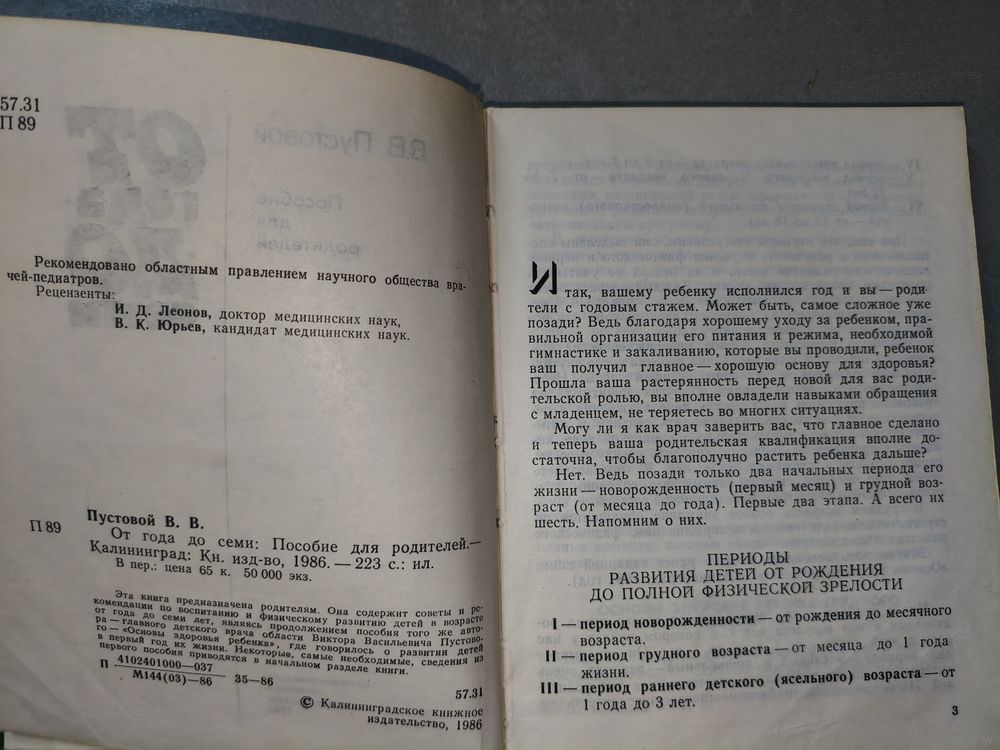 57.31
П 89
Рекомендовано областным правлением научного общества вра-
чей-педиатров.
Рецензенты:
И. Д. Леонов, доктор медицинских наук,
В. К. Юрьев, кандидат медицинских наук.
Пустовой В. В.
П 89
От года до семи: Пособие для родителей.—
Калининград: Кн. изд-во, 1986. — 223 с.: ил.
В пер.: цена 65 к. 50 000 экз.
Эта книга предназначена родителям. Она содержит советы и ре-
комендации по воспитанию и физическому развитию детей в возрасте
от года до семи лет, являясь продолжением пособия того же авто-
ра — главного детского врача области Виктора Васильевича Пустово-
го — «Основы здоровья ребенка», где говорилось о развитии детей
в первый год их жизни. Некоторые, самые необходимые, сведения из
первого пособия приводятся в начальном разделе книги.
П 4102401000—037
М144(03)—86 35—86
57.31
© Калининградское книжное
издательство, 1986
Итак, вашему ребенку исполнился год и вы — роди
тели с годовым стажем. Может быть, самое сложное уже
позади? Ведь благодаря хорошему уходу за ребенком, пра-
вильной организации его питания и режима, необходимой
гимнастике и закаливанию, которые вы проводили, ребенок
ваш получил главное — хорошую основу для здоровья?
Прошла ваша растерянность перед новой для вас роди-
тельской ролью, вы вполне овладели навыками обращения
с младенцем, не теряетесь во многих ситуациях.
Могу ли я как врач заверить вас, что главное сделано
и теперь ваша родительская квалификация вполне до-
статочна, чтобы благополучно растить ребенка дальше?
Нет. Ведь позади только два начальных периода его
жизни — новорожденность (первый месяц) и грудной воз-
раст (от месяца до года). Первые два этапа. А всего их
шесть. Напомним о них.
ПЕРИОДЫ
РАЗВИТИЯ ДЕТЕЙ ОТ РОЖДЕНИЯ
ДО ПОЛНОЙ ФИЗИЧЕСКОЙ ЗРЕЛОСТИ
I — период новорожденности — от рождения до месячного
возраста.
II — период грудного возраста — от месяца до 1 года
жизни.
III — период раннего детского (ясельного) возраста — от
1 года до 3 лет.
3